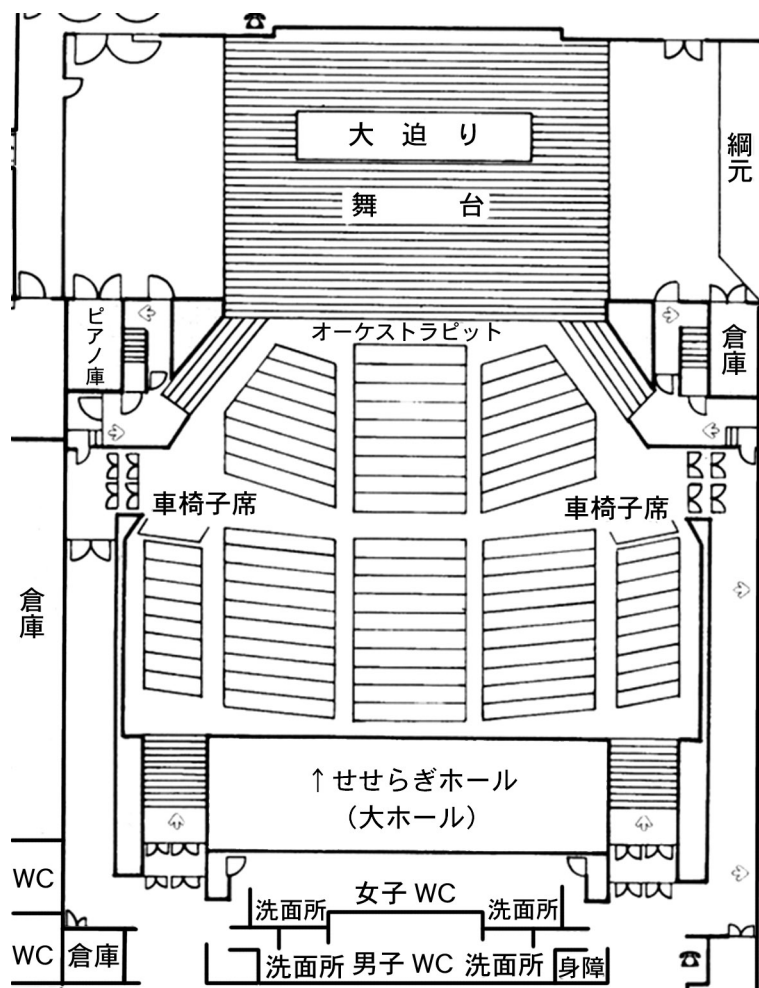 大迫り
舞台
綱元
オーケストラピット
ピアノ庫
倉庫
車椅子席
車椅子席
倉庫
↑せせらぎホール
(大ホール)
WC
女子 WC
洗面所
洗面所
WC
倉庫
洗面所
男子 WC
洗面所
身障